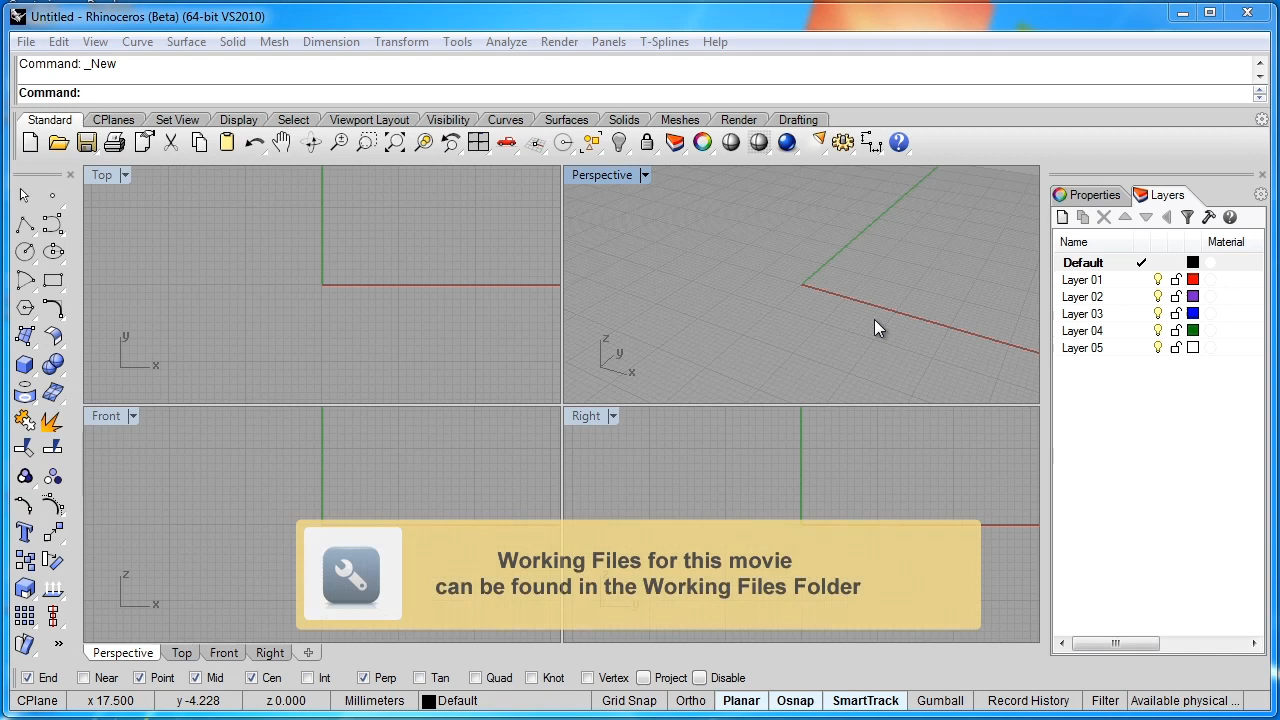 Untitled - Rhinoceros (Beta) (64-bit VS2010)
File Edit View Curve Surface Solid Mesh Dimension Transform Tools Analyze Render Panels T-Splines Help
Command: _New
Command:
Standard CPlanes Set View Display Select Viewport Layout Visibility Curves Surfaces Solids Meshes Render Drafting
Top
Perspective
Properties Layers
Name Material
Default
Layer 01
Layer 02
Layer 03
Layer 04
Layer 05
y
x
z
y
x
Front
Right
Working Files for this movie
can be found in the Working Files Folder
z
x
Perspective Top Front Right
End Near Point Mid Cen Int Perp Tan Quad Knot Vertex Project Disable
CPlane x 17.500 y -4.228 z 0.000 Millimeters Default Grid Snap Ortho Planar Osnap SmartTrack Gumball Record History Filter Available physical ...